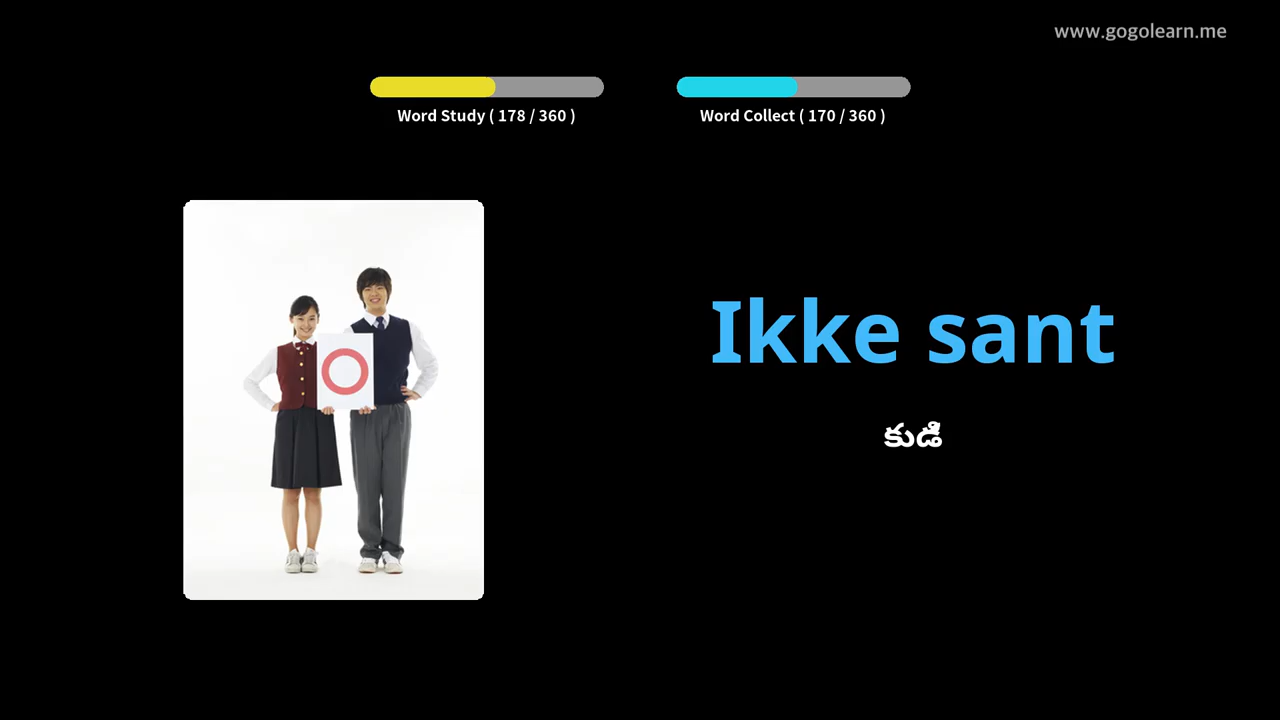 www.gogolearn.me
Word Study ( 178 / 360 )
Word Collect ( 170 / 360 )
Ikke sant
కుడి